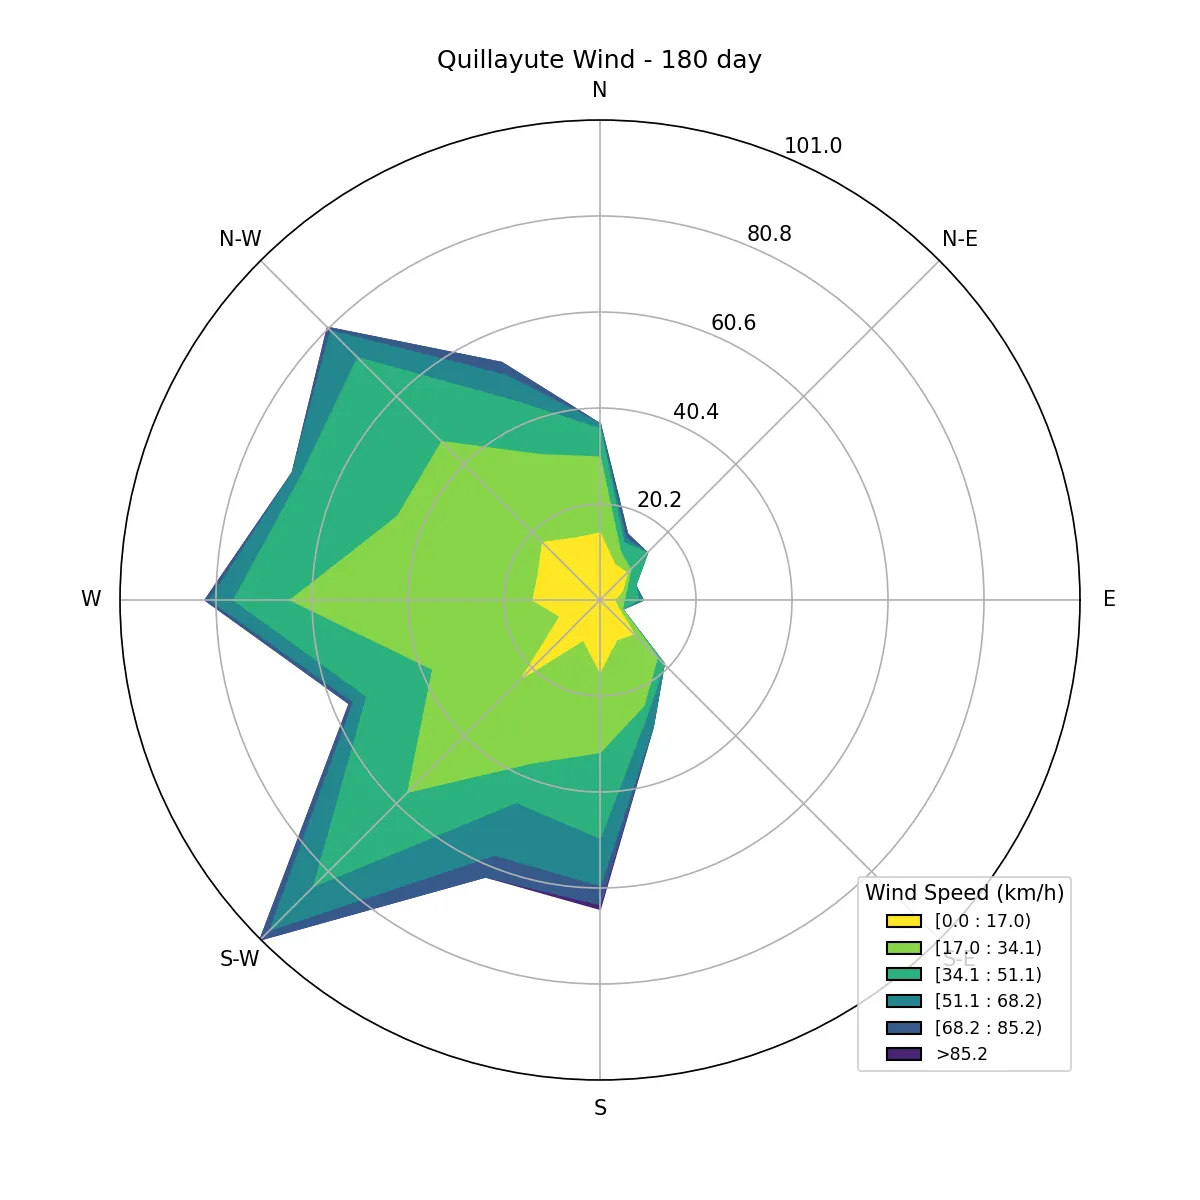 Quillayute Wind - 180 day
N
101.0
80.8
N-W
N-E
60.6
40.4
20.2
W
E
Wind Speed (km/h)
[0.0 : 17.0)
[17.0 : 34.1)
S-W
S-E
[34.1 : 51.1)
[51.1 : 68.2)
[68.2 : 85.2)
>85.2
S